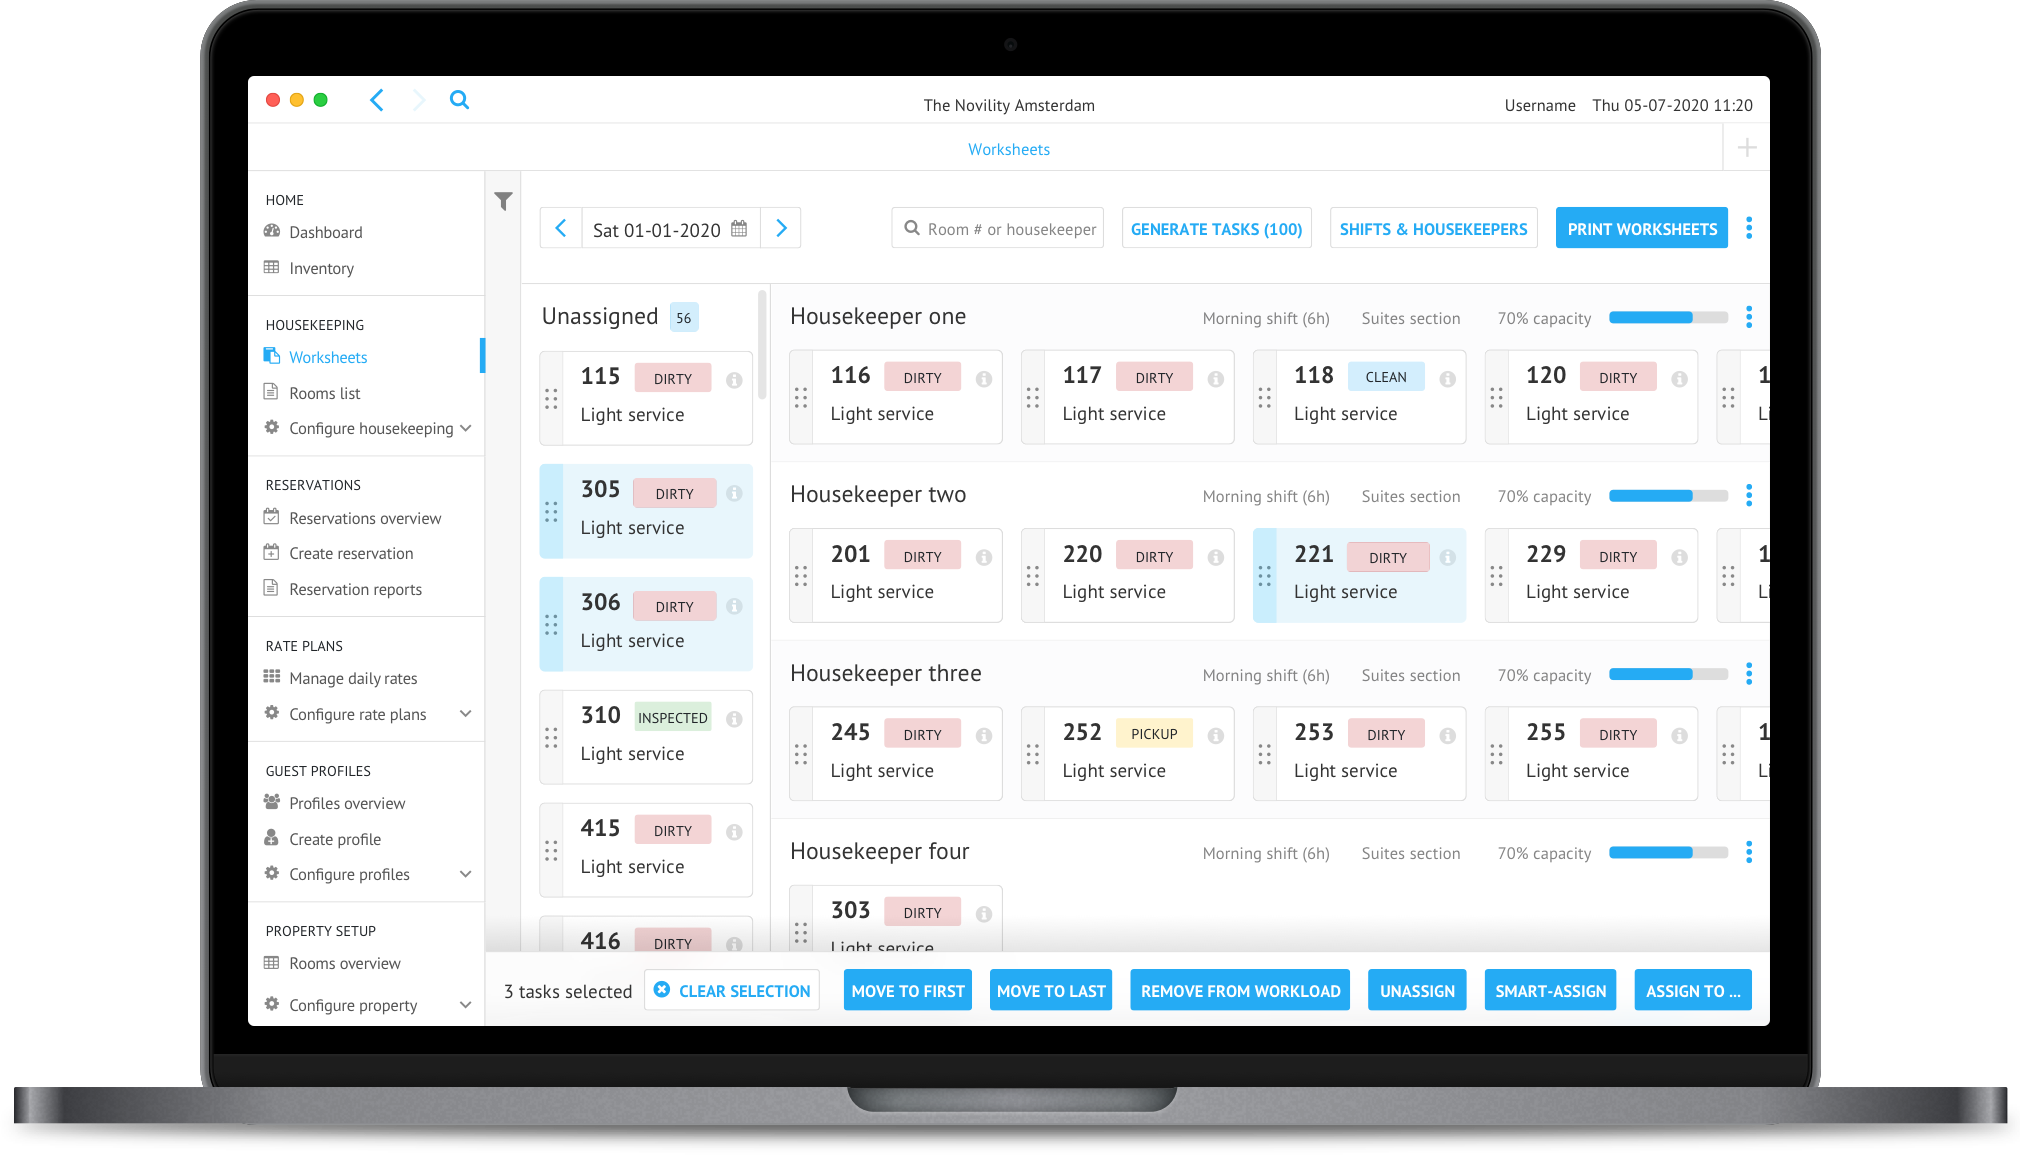 The Novility Amsterdam
Username Thu 05-07-2020 11:20
Worksheets
HOME
Dashboard
Inventory
HOUSEKEEPING
Worksheets
Rooms list
Configure housekeeping
RESERVATIONS
Reservations overview
Create reservation
Reservation reports
RATE PLANS
Manage daily rates
Configure rate plans
GUEST PROFILES
Profiles overview
Create profile
Configure profiles
PROPERTY SETUP
Rooms overview
Configure property
Sat 01-01-2020
Room # or housekeeper
GENERATE TASKS (100)
SHIFTS & HOUSEKEEPERS
PRINT WORKSHEETS
Unassigned 56
115 DIRTY
Light service
305 DIRTY
Light service
306 DIRTY
Light service
310 INSPECTED
Light service
415 DIRTY
Light service
416 DIRTY
Housekeeper one Morning shift (6h) Suites section 70% capacity
116 DIRTY
Light service
117 DIRTY
Light service
118 CLEAN
Light service
120 DIRTY
Light service
1
Li
Housekeeper two Morning shift (6h) Suites section 70% capacity
201 DIRTY
Light service
220 DIRTY
Light service
221 DIRTY
Light service
229 DIRTY
Light service
1
Li
Housekeeper three Morning shift (6h) Suites section 70% capacity
245 DIRTY
Light service
252 PICKUP
Light service
253 DIRTY
Light service
255 DIRTY
Light service
1
Li
Housekeeper four Morning shift (6h) Suites section 70% capacity
303 DIRTY
Light service
3 tasks selected
CLEAR SELECTION
MOVE TO FIRST
MOVE TO LAST
REMOVE FROM WORKLOAD
UNASSIGN
SMART-ASSIGN
ASSIGN TO ...